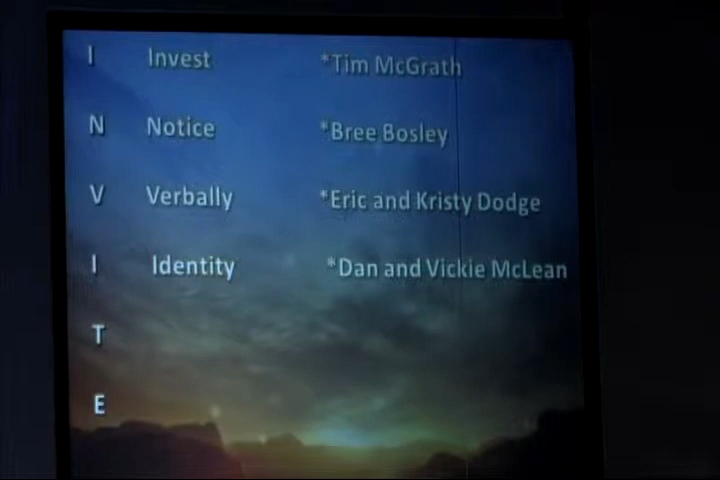 I Invest *Tim McGrath
N Notice *Bree Bosley
V Verbally *Eric and Kristy Dodge
I Identity *Dan and Vickie McLean
T
E